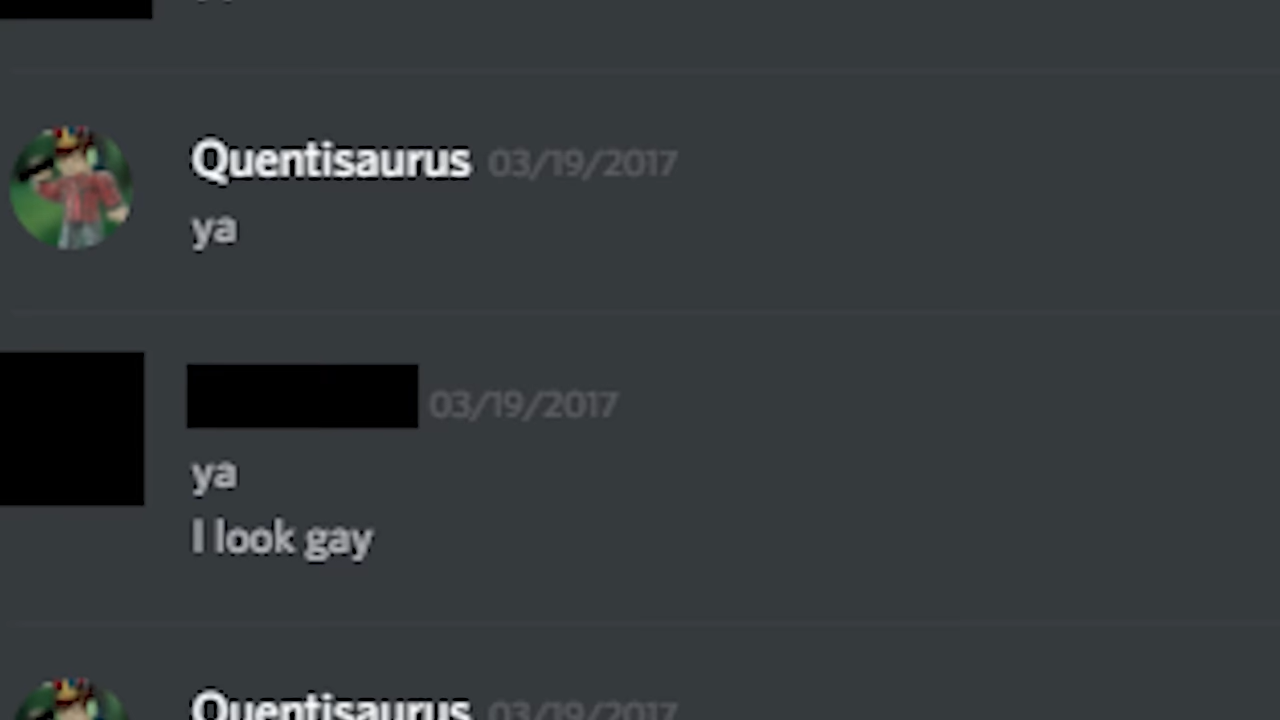 Quentisaurus 03/19/2017
ya
03/19/2017
ya
I look gay
Quentisaurus 03/19/2017